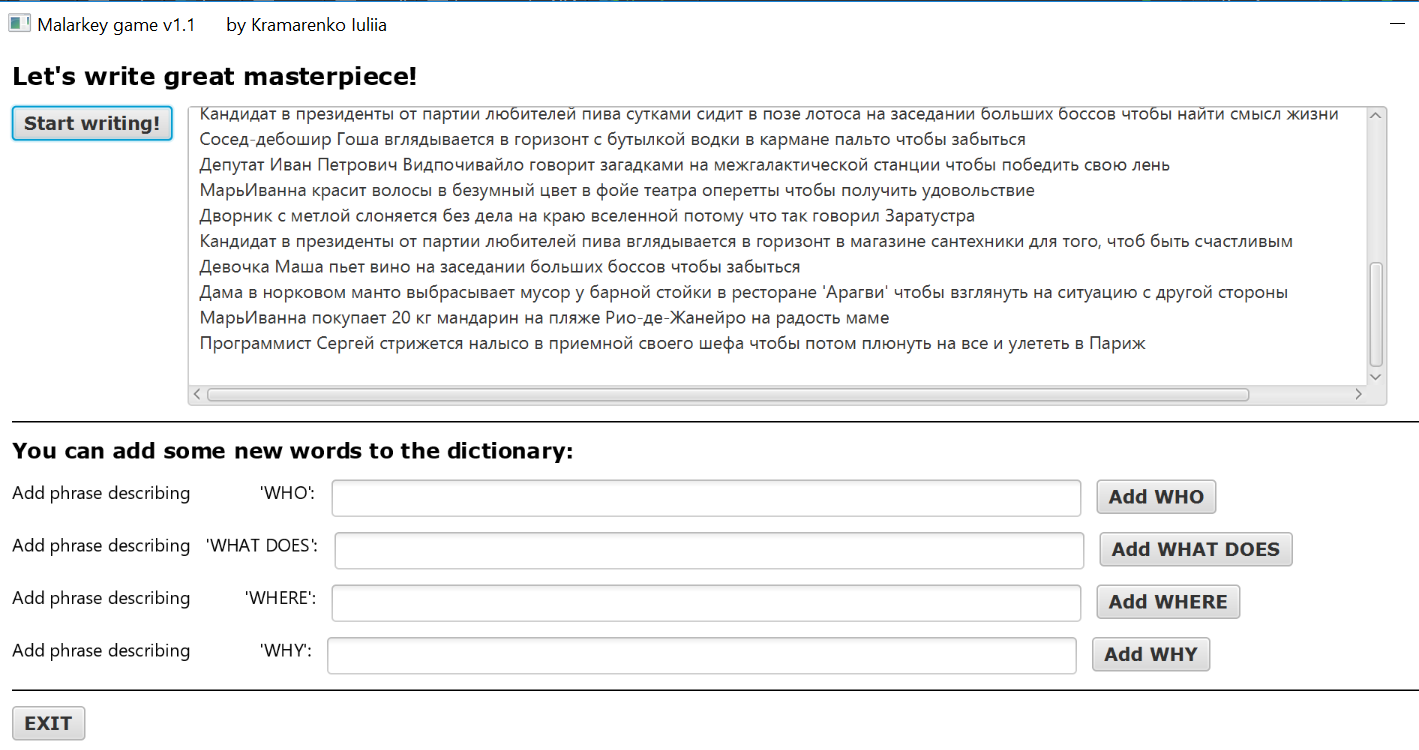 Malarkey game v1.1 by Kramarenko Iuliia
Let's write great masterpiece!
Start writing!
Кандидат в президенты от партии любителей пива сутками сидит в позе лотоса на заседании больших боссов чтобы найти смысл жизни
Сосед-дебошир Гоша вглядывается в горизонт с бутылкой водки в кармане пальто чтобы забыться
Депутат Иван Петрович Видпочивайло говорит загадками на межгалактической станции чтобы победить свою лень
МарьИванна красит волосы в безумный цвет в фойе театра оперетты чтобы получить удовольствие
Дворник с метлой слоняется без дела на краю вселенной потому что так говорил Заратустра
Кандидат в президенты от партии любителей пива вглядывается в горизонт в магазине сантехники для того, чтоб быть счастливым
Девочка Маша пьет вино на заседании больших боссов чтобы забыться
Дама в норковом манто выбрасывает мусор у барной стойки в ресторане 'Арагви' чтобы взглянуть на ситуацию с другой стороны
МарьИванна покупает 20 кг мандарин на пляже Рио-де-Жанейро на радость маме
Программист Сергей стрижется налысо в приемной своего шефа чтобы потом плюнуть на все и улететь в Париж
You can add some new words to the dictionary:
Add phrase describing 'WHO': Add WHO
Add phrase describing 'WHAT DOES': Add WHAT DOES
Add phrase describing 'WHERE': Add WHERE
Add phrase describing 'WHY': Add WHY
EXIT